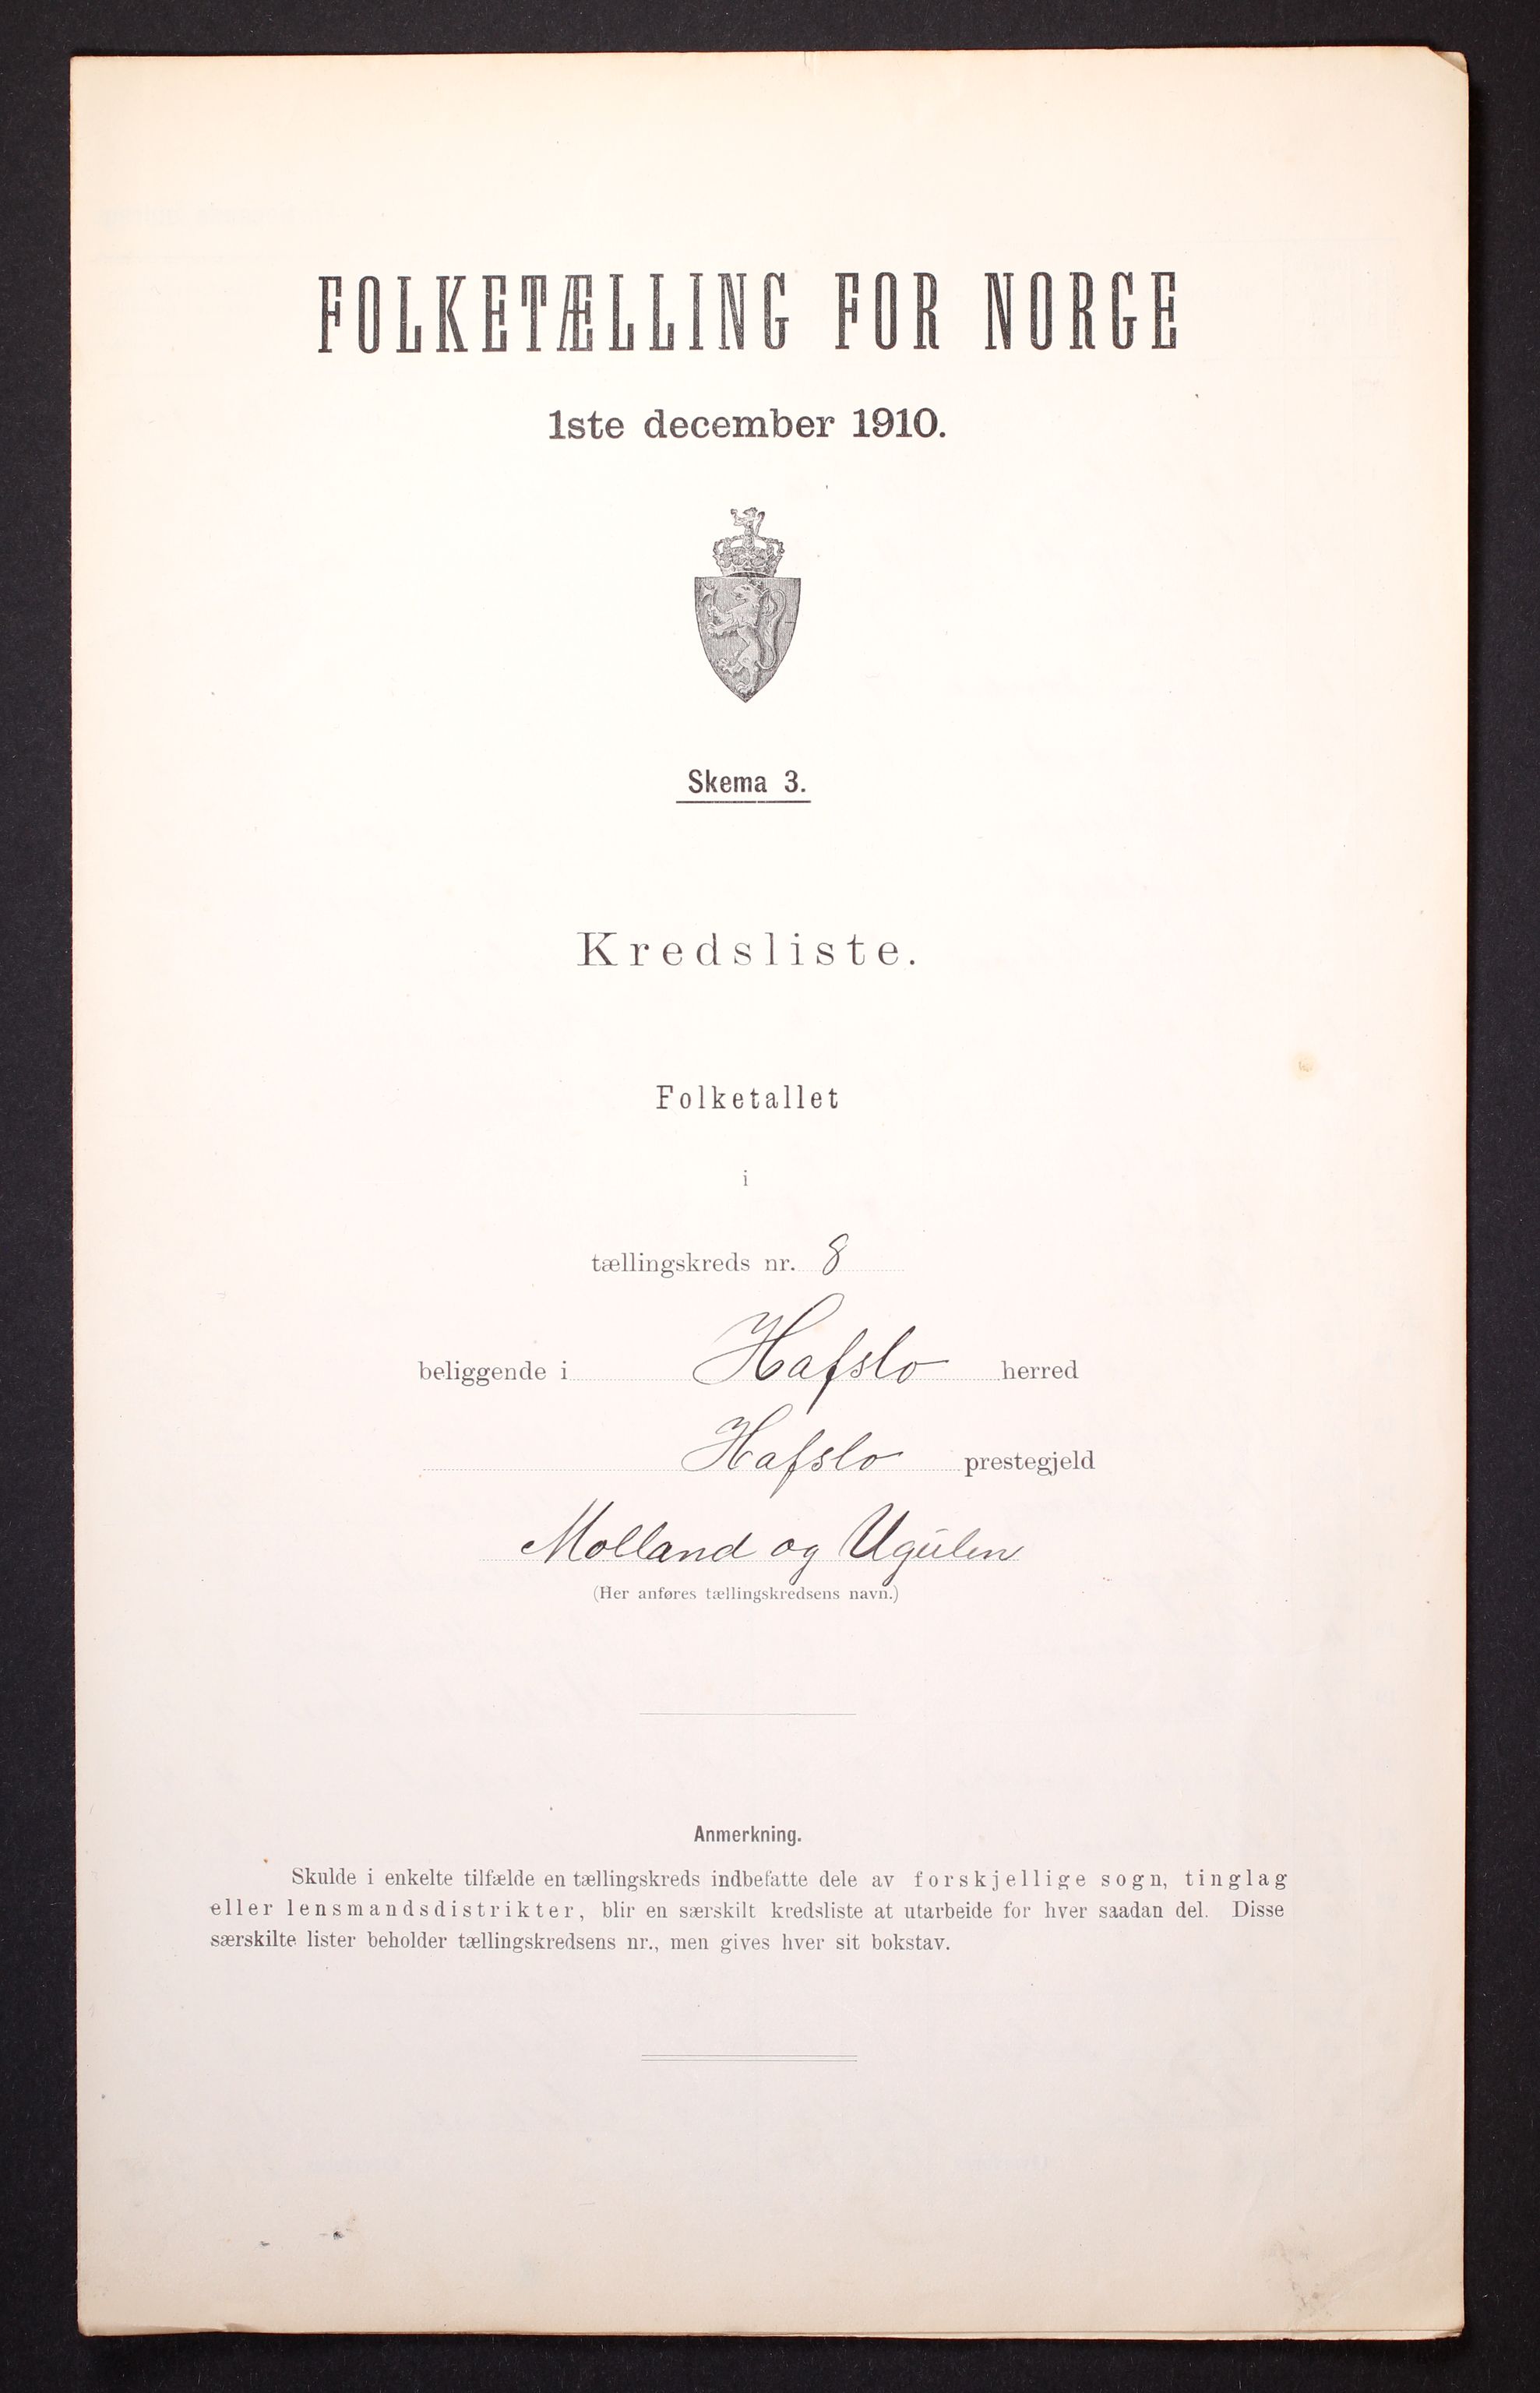 FOLKETÆLLING FOR NORGE
1ste december 1910.
Skema 3.
Kredsliste.
Folketallet
i
tællingskreds nr. 8
beliggende i Hafslo herred
Hafslo prestegjeld
Molland og Ugulen
(Her anføres tællingskredsens navn.)
Anmerkning.
Skulde i enkelte tilfælde en tællingskreds indbefatte dele av forskjellige sogn, tinglag
eller lensmandsdistrikter, blir en særskilt kredsliste at utarbeide for hver saadan del. Disse
særskilte lister beholder tællingskredsens nr., men gives hver sit bokstav.